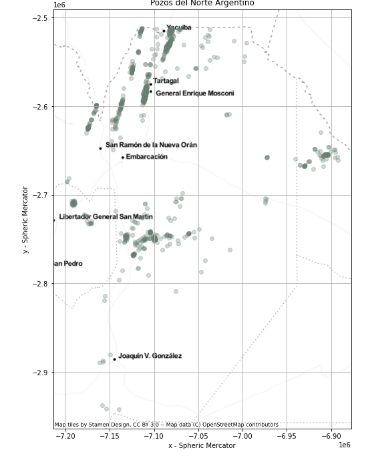 Pozos del Norte Argentino
−2.5
Yacuiba
Tartagal
General Enrique Mosconi
−2.6
San Ramón de la Nueva Orán
Embarcación
−2.7
Libertador General San Martín
an Pedro
−2.8
Joaquín V. González
−2.9
y - Spheric Mercator
Map tiles by Stamen Design, CC BY 3.0 -- Map data (C) OpenStreetMap contributors
−7.20 −7.15 −7.10 −7.05 −7.00 −6.95 −6.90
x - Spheric Mercator
1e6